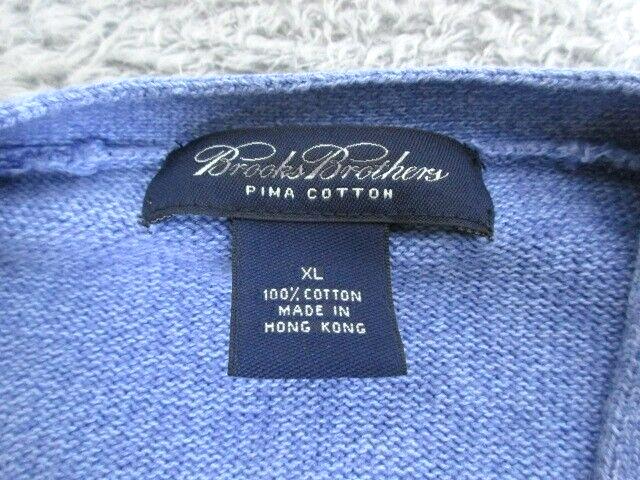 Brooks Brothers
PIMA COTTON
XL
100% COTTON
MADE IN
HONG KONG